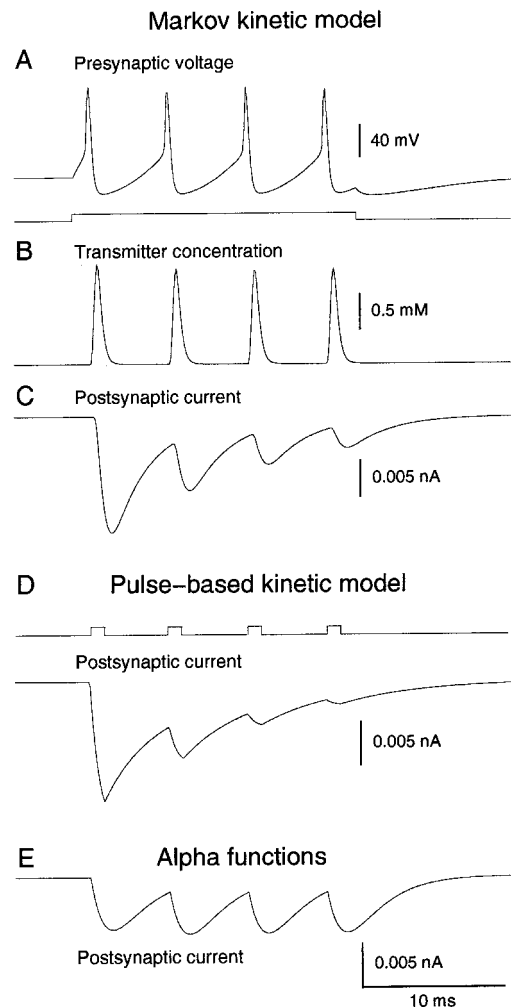 Markov kinetic model
A Presynaptic voltage
40 mV
B Transmitter concentration
0.5 mM
C Postsynaptic current
0.005 nA
D Pulse–based kinetic model
Postsynaptic current
0.005 nA
E Alpha functions
Postsynaptic current
0.005 nA
10 ms